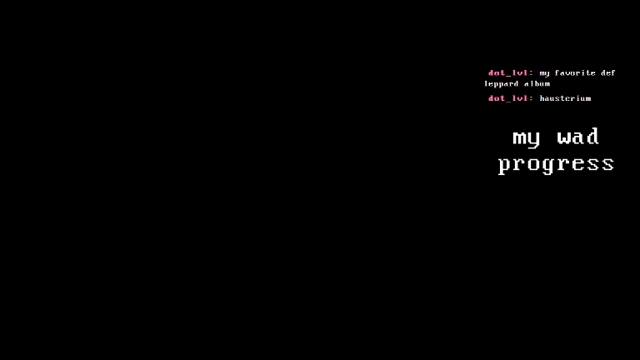 dot_lvl: my favorite def
leppard album
dot_lvl: hausterium
my wad
progress